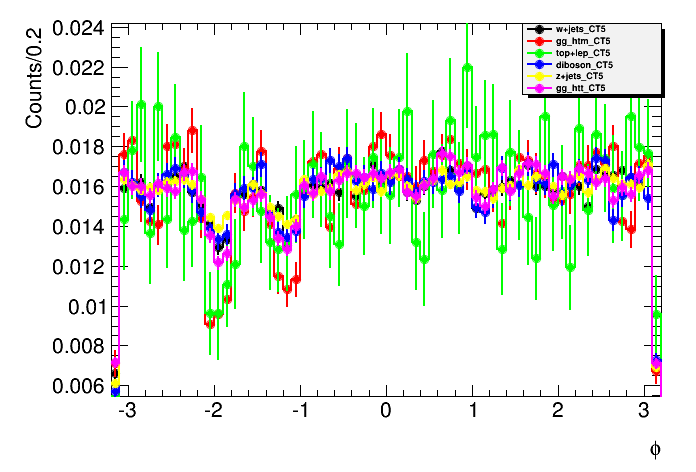 Counts/0.2
0.024
0.022
0.02
0.018
0.016
0.014
0.012
0.01
0.008
0.006
w+jets_CT5
gg_htm_CT5
top+lep_CT5
diboson_CT5
z+jets_CT5
gg_htt_CT5
-3 -2 -1 0 1 2 3
ϕ